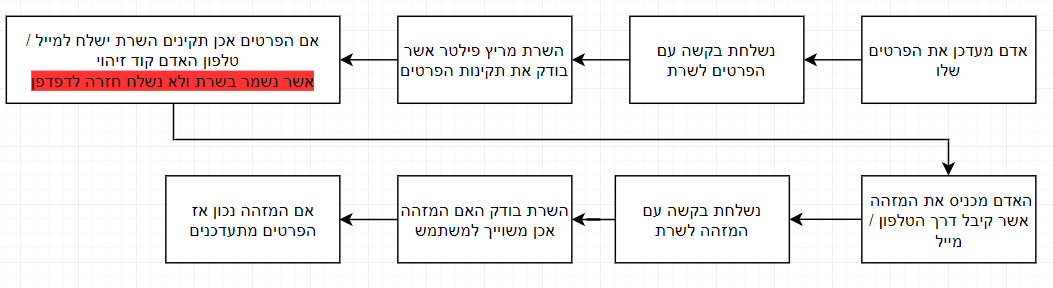 אדם מעדכן את הפרטים
שלו
נשלחת בקשה עם
הפרטים לשרת
השרת מריץ פילטר אשר
בודק את תקינות הפרטים
אם הפרטים אכן תקינים השרת ישלח למייל /
טלפון האדם קוד זיהוי
אשר נשמר בשרת ולא נשלח חזרה לדפדפן
האדם מכניס את המזהה
אשר קיבל דרך הטלפון /
מייל
נשלחת בקשה עם
המזהה לשרת
השרת בודק האם המזהה
אכן משוייך למשתמש
אם המזהה נכון אז
הפרטים מתעדכנים